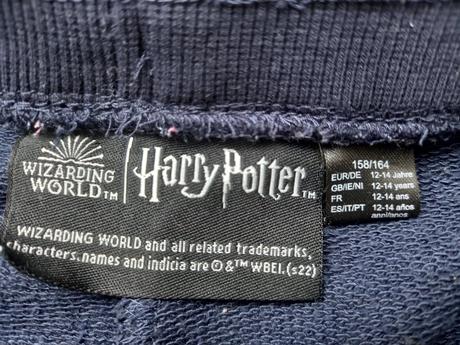 WIZARDING
WORLD™
Harry Potter™
WIZARDING WORLD and all related trademarks,
characters, names and indicia are © & ™ WBEI. (s22)
158/164
EUR/DE 12-14 Jahre
GB/IE/NI 12-14 years
FR 12-14 ans
ES/IT/PT 12-14 años
anni/anos